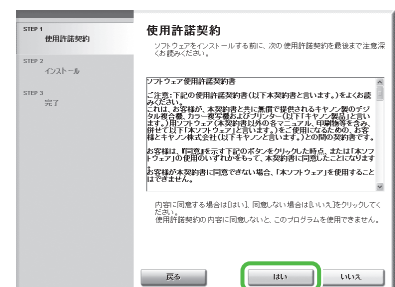 STEP 1
使用許諾契約
STEP 2
インストール
STEP 3
完了
使用許諾契約
ソフトウェアをインストールする前に、次の使用許諾契約を最後まで注意深
くお読みください。
ソフトウェア使用許諾契約書
ご注意:下記の使用許諾契約書(以下本契約書と言います。)をよくお読
みください。
これは、お客様が、本契約書と共に無償で提供されるキヤノン製のデジ
タル複合機、カラー複写機およびプリンター(以下「キヤノン製品」と言い
ます。)用ソフトウェア(本契約書以外の各マニュアル、印刷物等を含み、
併せて以下「本ソフトウェア」と言います。)をご使用になるための、お客
様とキヤノン株式会社(以下キヤノンと言います。)との間の契約書です。
お客様は、「同意」を示す下記のボタンをクリックした時点、または「本ソフ
トウェア」の使用のいずれかをもって、本契約書に同意したことになります
。
お客様が本契約書に同意できない場合、「本ソフトウェア」を使用すること
はできません。
内容に同意する場合は[はい]、同意しない場合は[いいえ]をクリックしてく
ださい。
使用許諾契約の内容に同意しないと、このプログラムを使用できません。
戻る
はい
いいえ